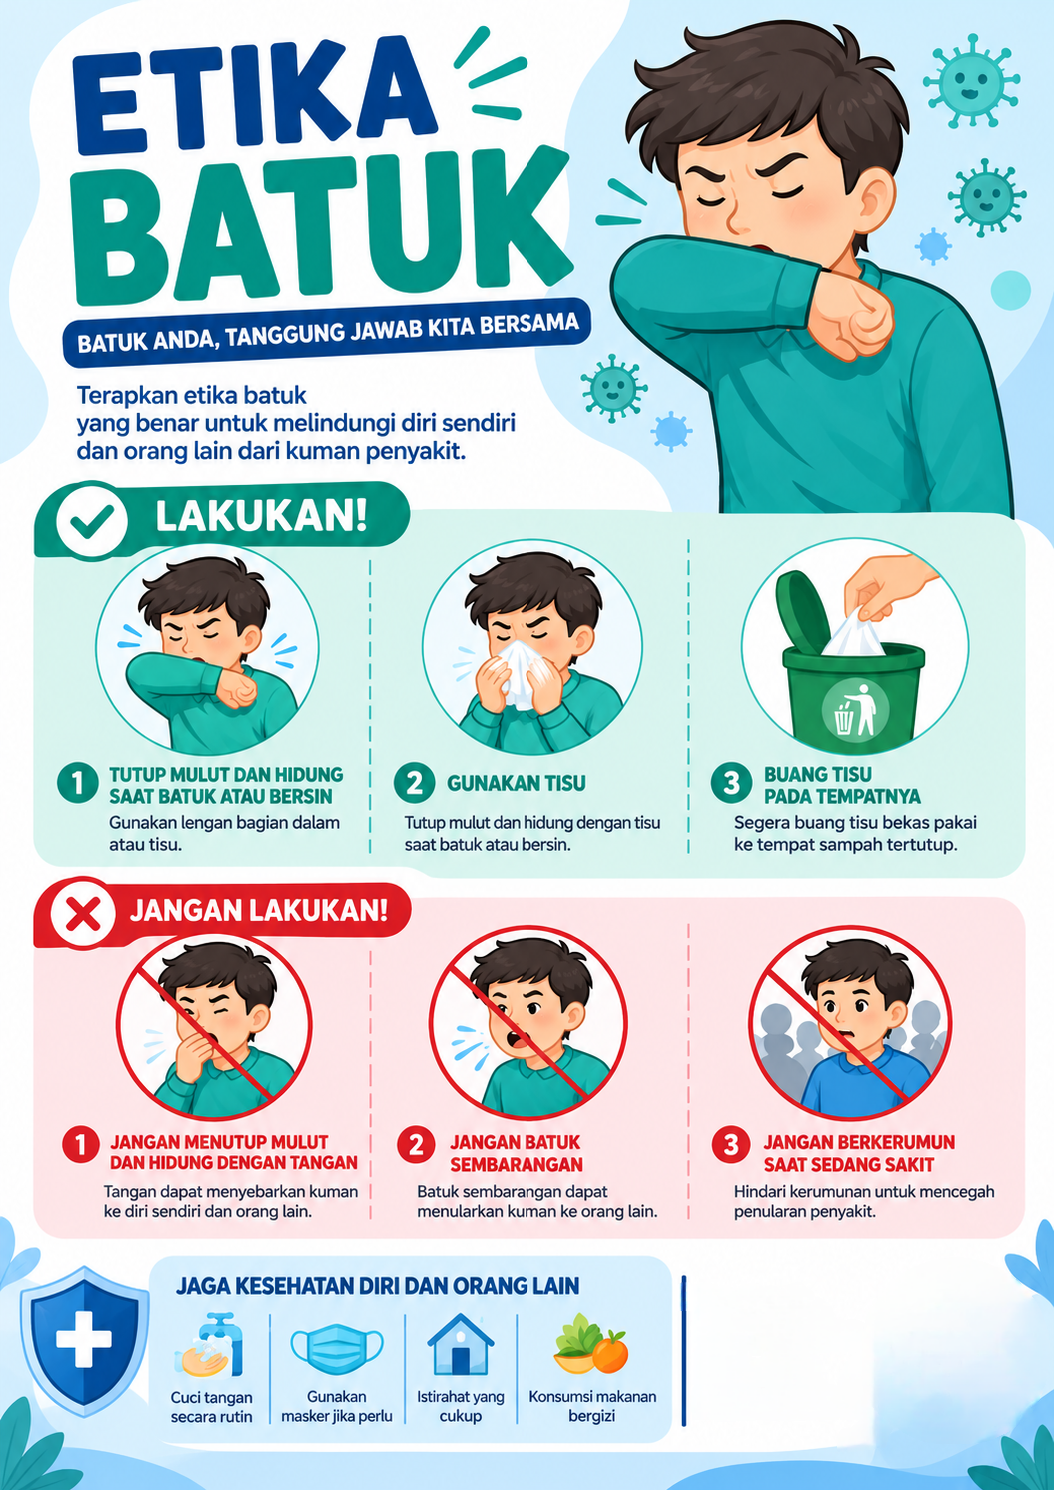 ETIKA
BATUK
BATUK ANDA, TANGGUNG JAWAB KITA BERSAMA
Terapkan etika batuk
yang benar untuk melindungi diri sendiri
dan orang lain dari kuman penyakit.
LAKUKAN!
1 TUTUP MULUT DAN HIDUNG
SAAT BATUK ATAU BERSIN
Gunakan lengan bagian dalam
atau tisu.
2 GUNAKAN TISU
Tutup mulut dan hidung dengan tisu
saat batuk atau bersin.
3 BUANG TISU
PADA TEMPATNYA
Segera buang tisu bekas pakai
ke tempat sampah tertutup.
JANGAN LAKUKAN!
1 JANGAN MENUTUP MULUT
DAN HIDUNG DENGAN TANGAN
Tangan dapat menyebarkan kuman
ke diri sendiri dan orang lain.
2 JANGAN BATUK
SEMBARANGAN
Batuk sembarangan dapat
menularkan kuman ke orang lain.
3 JANGAN BERKERUMUN
SAAT SEDANG SAKIT
Hindari kerumunan untuk mencegah
penularan penyakit.
JAGA KESEHATAN DIRI DAN ORANG LAIN
Cuci tangan
secara rutin
Gunakan
masker jika perlu
Istirahat yang
cukup
Konsumsi makanan
bergizi